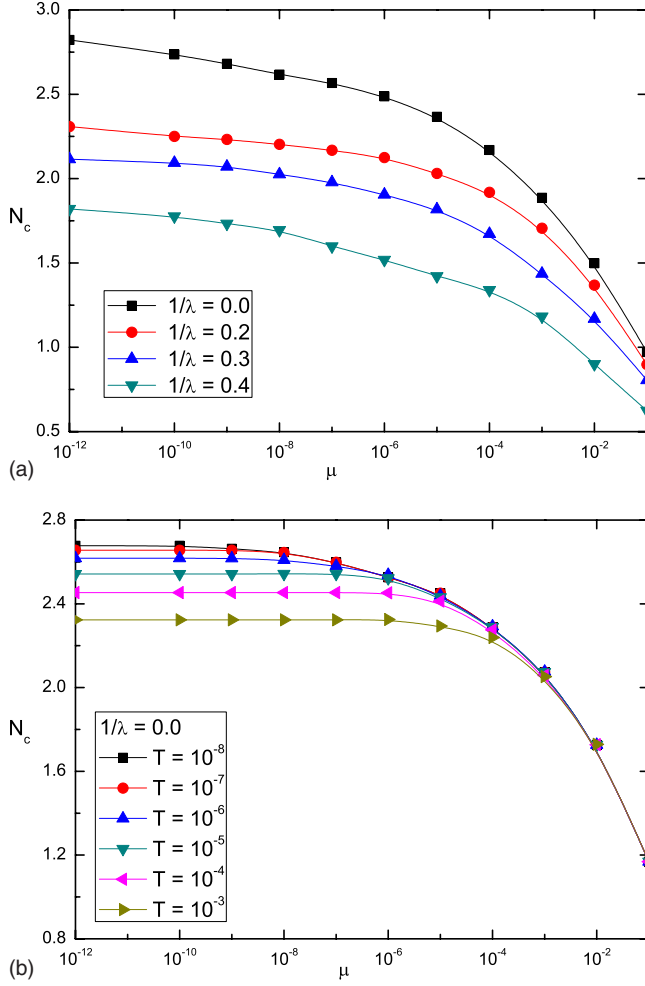 3.0
2.5
2.0
N_c
1.5
1.0
0.5
1/λ = 0.0
1/λ = 0.2
1/λ = 0.3
1/λ = 0.4
10^-12 10^-10 10^-8 10^-6 10^-4 10^-2
μ
(a)
2.8
2.4
2.0
N_c
1.6
1.2
0.8
1/λ = 0.0
T = 10^-8
T = 10^-7
T = 10^-6
T = 10^-5
T = 10^-4
T = 10^-3
10^-12 10^-10 10^-8 10^-6 10^-4 10^-2
μ
(b)